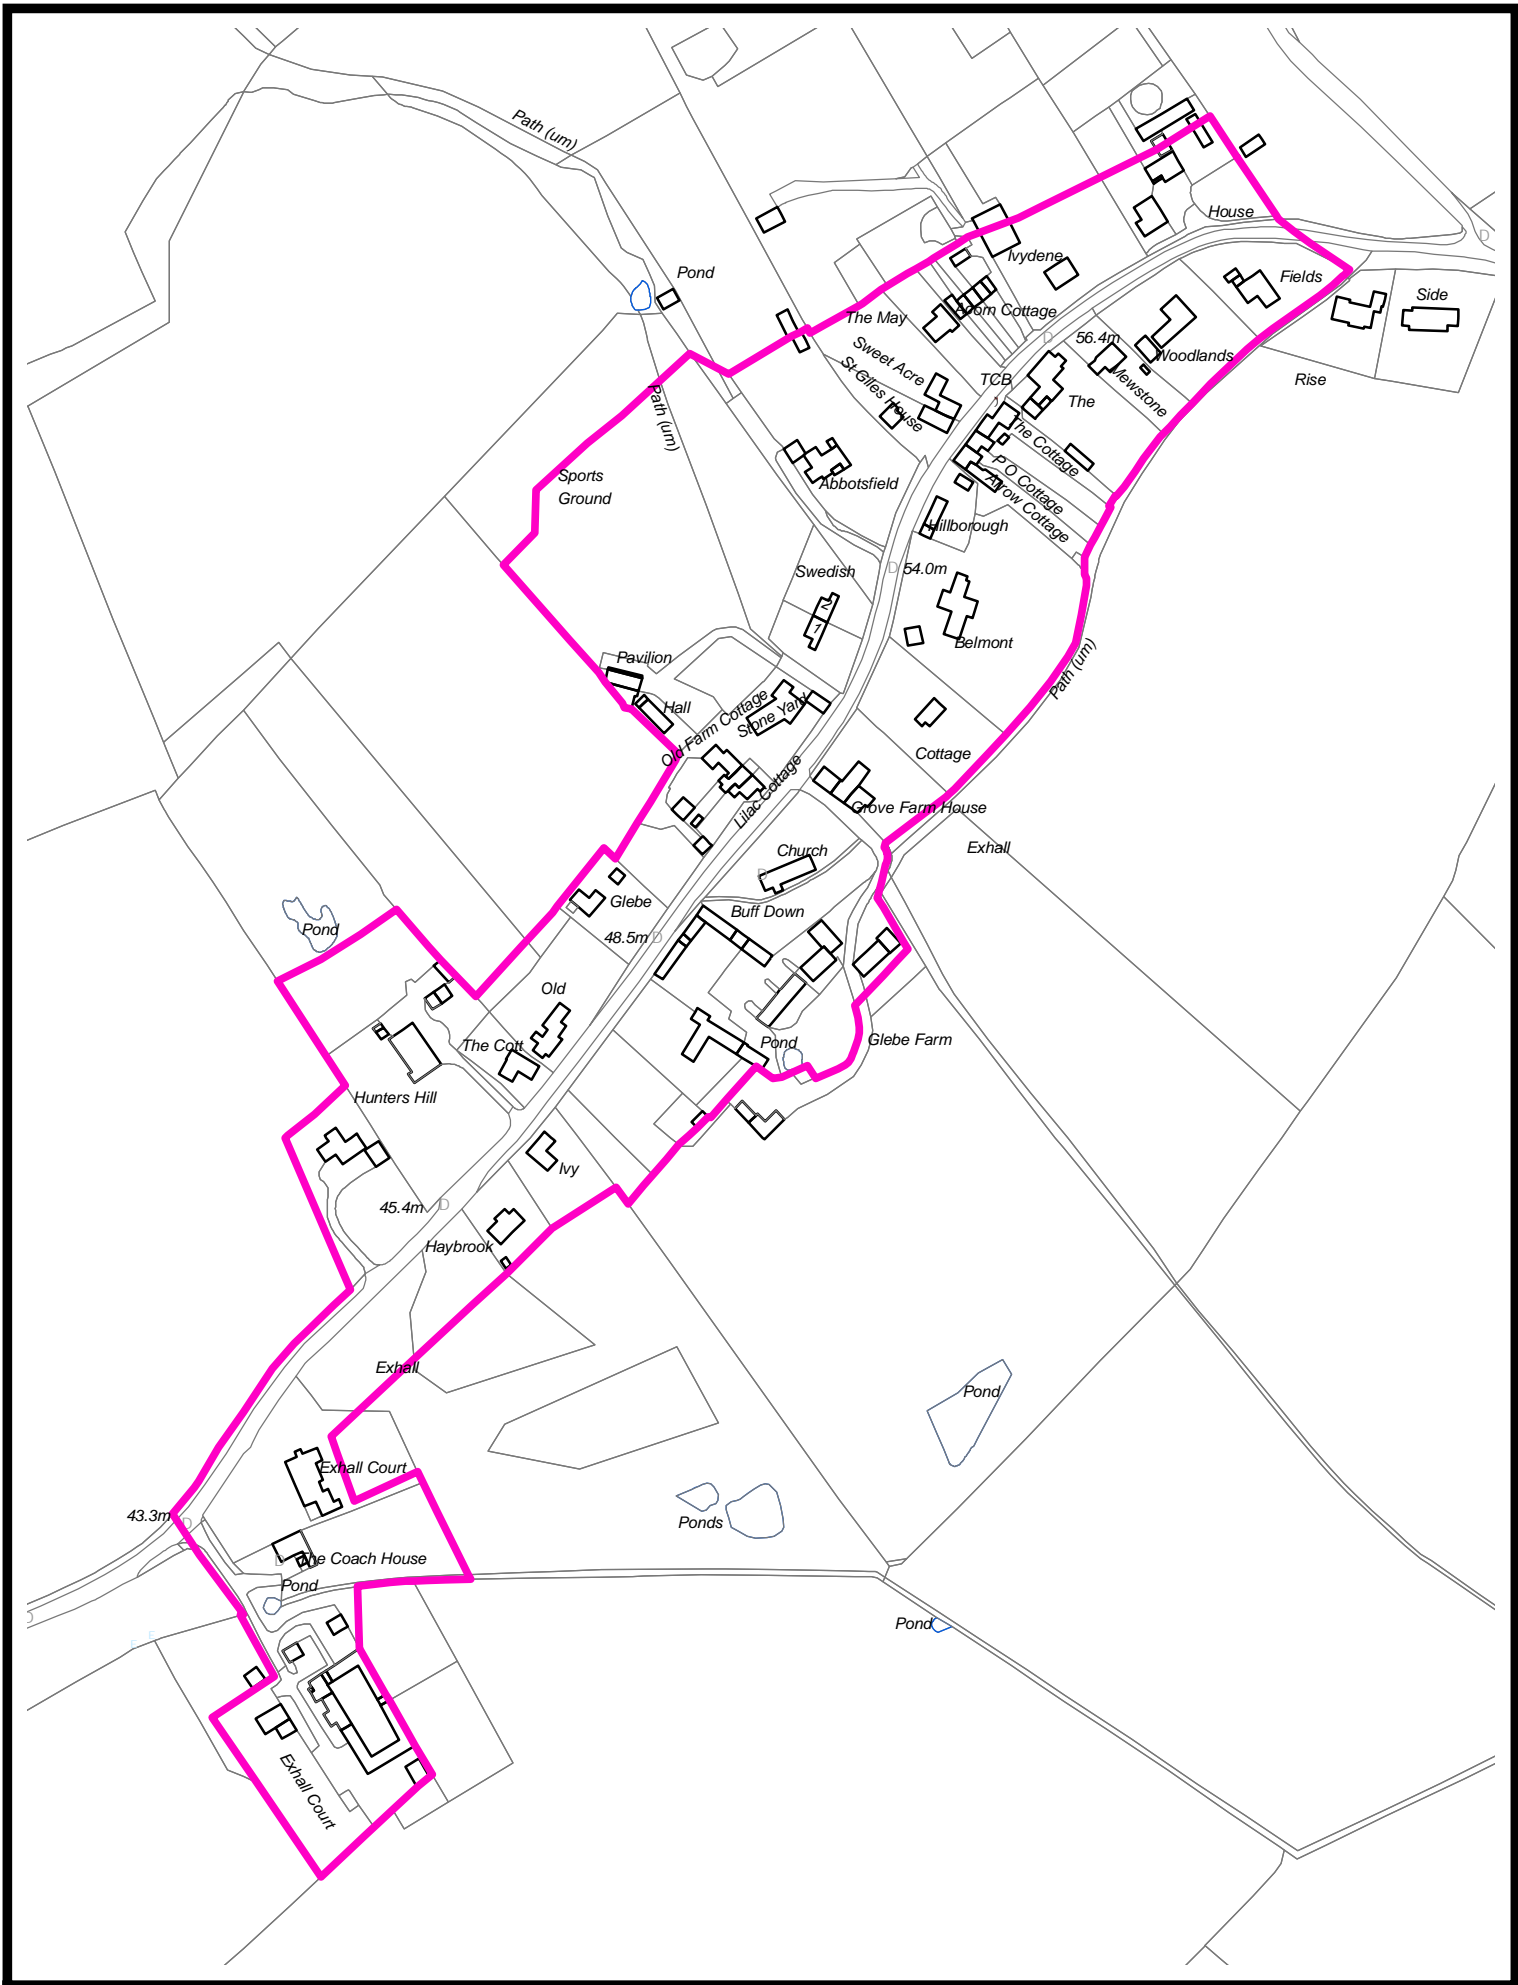 Path (um)
House
Pond
Ivydene
Fields
Side
Acorn Cottage
The May
56.4m
Woodlands
Sweet Acre
St Giles House
TCB
Mewstone
Rise
The
Path (um)
The Cottage
P O Cottage
Arrow Cottage
Sports
Ground
Abbotsfield
Hillborough
54.0m
Swedish
2
1
Belmont
Pavilion
Path (um)
Hall
Old Farm Cottage
Stone Yard
Cottage
Lilac Cottage
Grove Farm House
Exhall
Church
Glebe
Buff Down
Pond
48.5m
Old
The Cott
Pond
Glebe Farm
Hunters Hill
Ivy
45.4m
Haybrook
Exhall
Pond
Exhall Court
43.3m
Ponds
The Coach House
Pond
Pond
Exhall Court